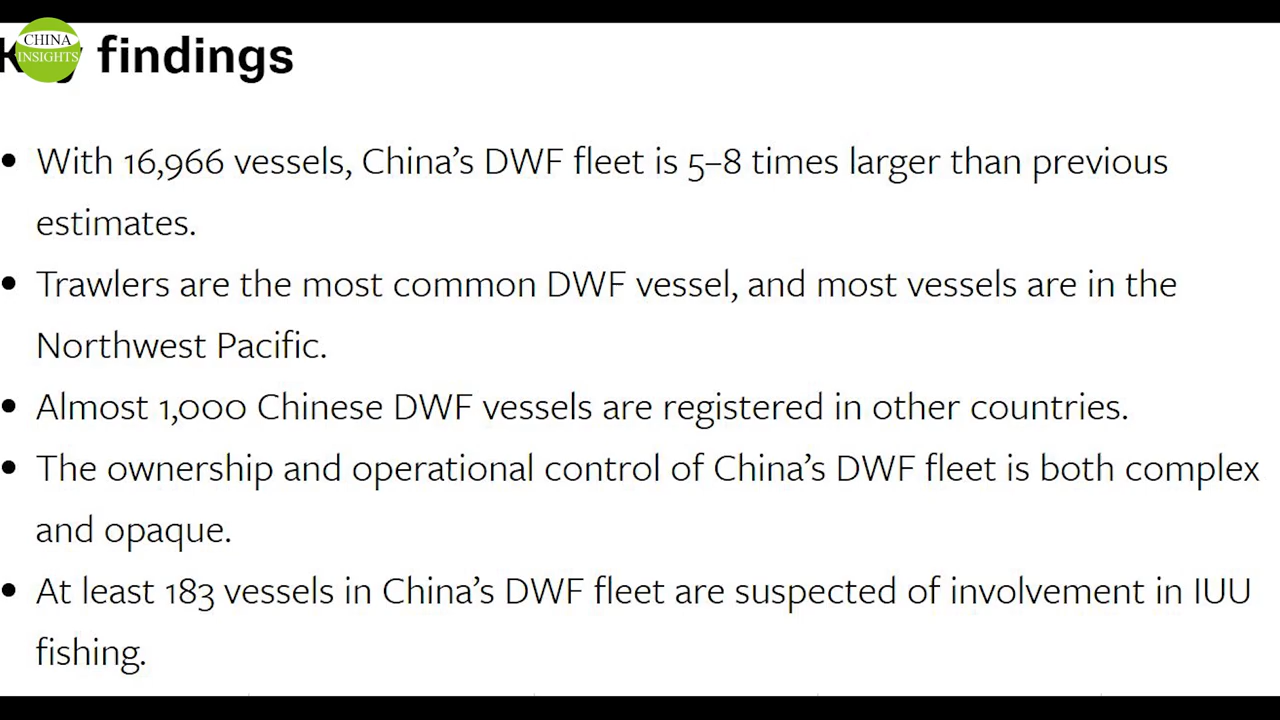 CHINA
INSIGHTS
findings
• With 16,966 vessels, China’s DWF fleet is 5–8 times larger than previous
estimates.
• Trawlers are the most common DWF vessel, and most vessels are in the
Northwest Pacific.
• Almost 1,000 Chinese DWF vessels are registered in other countries.
• The ownership and operational control of China’s DWF fleet is both complex
and opaque.
• At least 183 vessels in China’s DWF fleet are suspected of involvement in IUU
fishing.